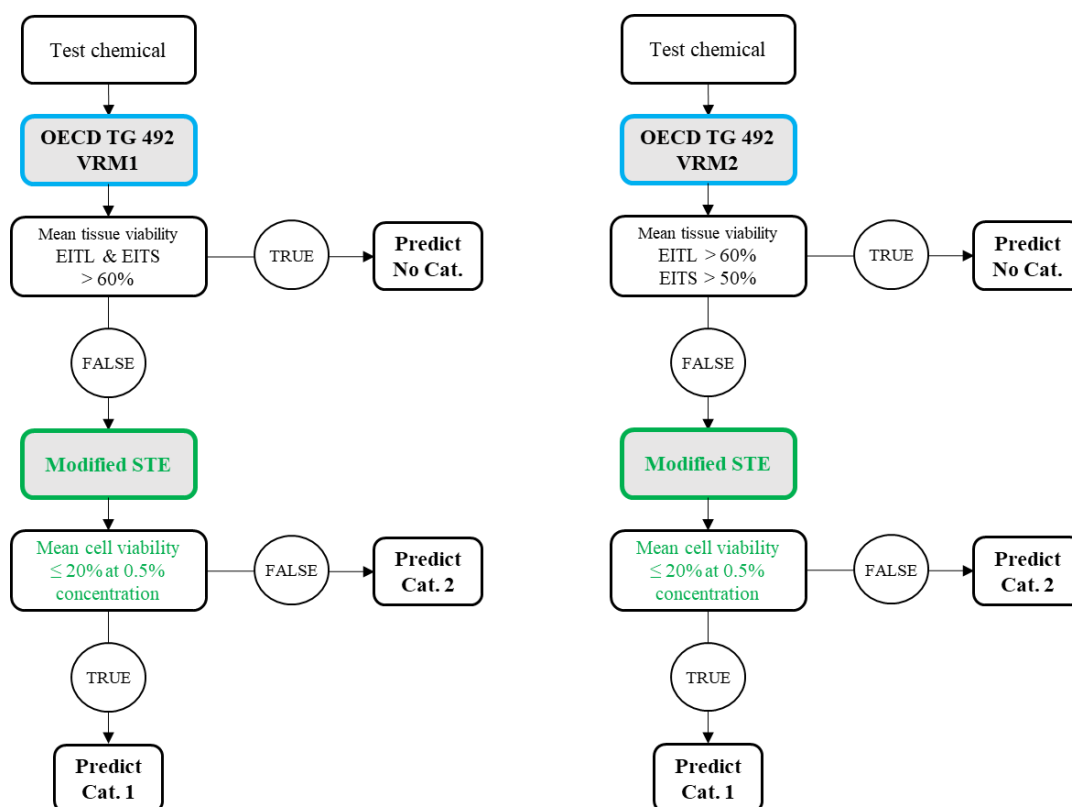 Test chemical
OECD TG 492
VRM1
Mean tissue viability
EITL & EITS
> 60%
TRUE
Predict
No Cat.
FALSE
Modified STE
Mean cell viability
≤ 20% at 0.5%
concentration
FALSE
Predict
Cat. 2
TRUE
Predict
Cat. 1
Test chemical
OECD TG 492
VRM2
Mean tissue viability
EITL > 60%
EITS > 50%
TRUE
Predict
No Cat.
FALSE
Modified STE
Mean cell viability
≤ 20% at 0.5%
concentration
FALSE
Predict
Cat. 2
TRUE
Predict
Cat. 1